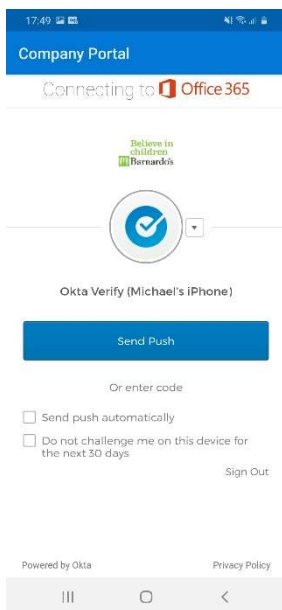 17:49
Company Portal
Connecting to Office 365
Believe in
children
Barnardo's
Okta Verify (Michael's iPhone)
Send Push
Or enter code
Send push automatically
Do not challenge me on this device for
the next 30 days
Sign Out
Powered by Okta Privacy Policy